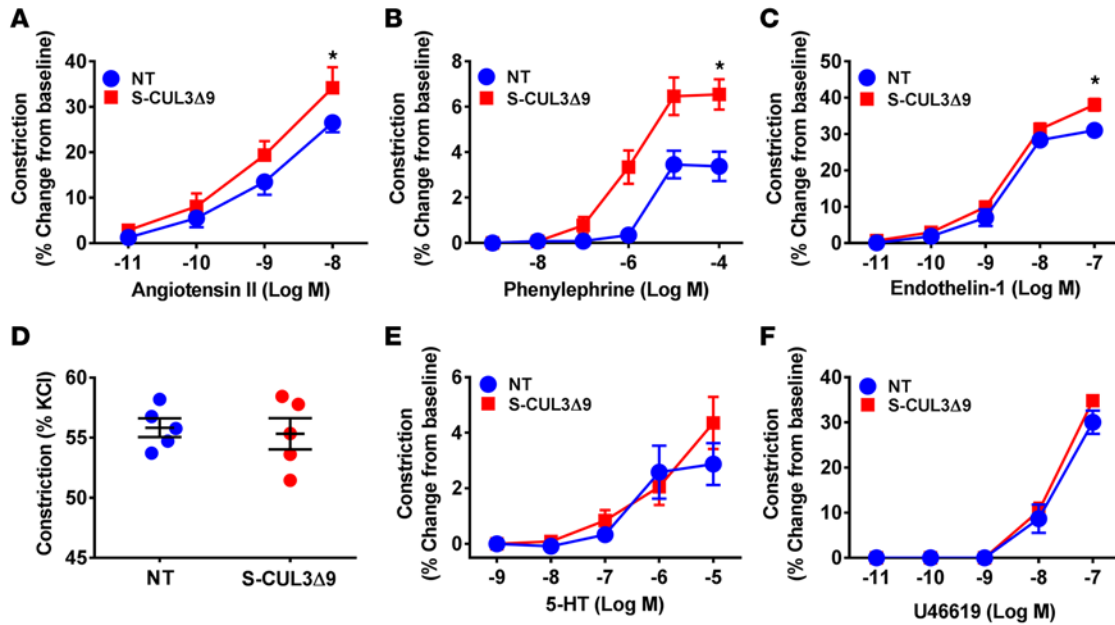 A
Constriction
(% Change from baseline)
40
30
20
10
0
NT
S-CUL3Δ9
*
-11
-10
-9
-8
Angiotensin II (Log M)
B
Constriction
(% Change from baseline)
8
6
4
2
0
NT
S-CUL3Δ9
*
-8
-6
-4
Phenylephrine (Log M)
C
Constriction
(% Change from baseline)
50
40
30
20
10
0
NT
S-CUL3Δ9
*
-11
-10
-9
-8
-7
Endothelin-1 (Log M)
D
Constriction (% KCl)
60
55
50
45
NT
S-CUL3Δ9
E
Constriction
(% Change from baseline)
6
4
2
0
NT
S-CUL3Δ9
-9
-8
-7
-6
-5
5-HT (Log M)
F
Constriction
(% Change from baseline)
40
30
20
10
0
NT
S-CUL3Δ9
-11
-10
-9
-8
-7
U46619 (Log M)